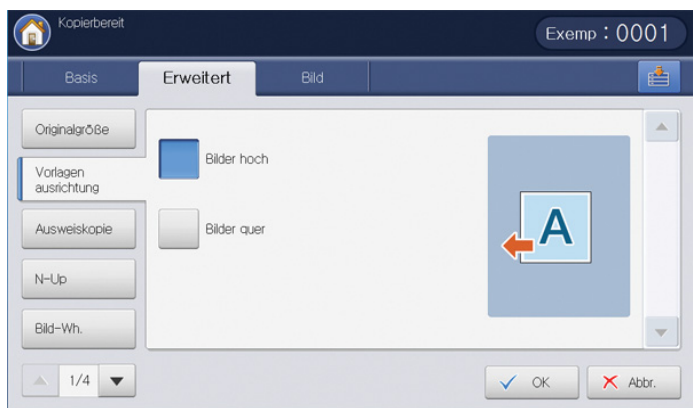 Kopierbereit
Exemp : 0001
Basis
Erweitert
Bild
Originalgröße
Vorlagen
ausrichtung
Ausweiskopie
N-Up
Bild-Wh.
1/4
Bilder hoch
Bilder quer
A
OK
Abbr.